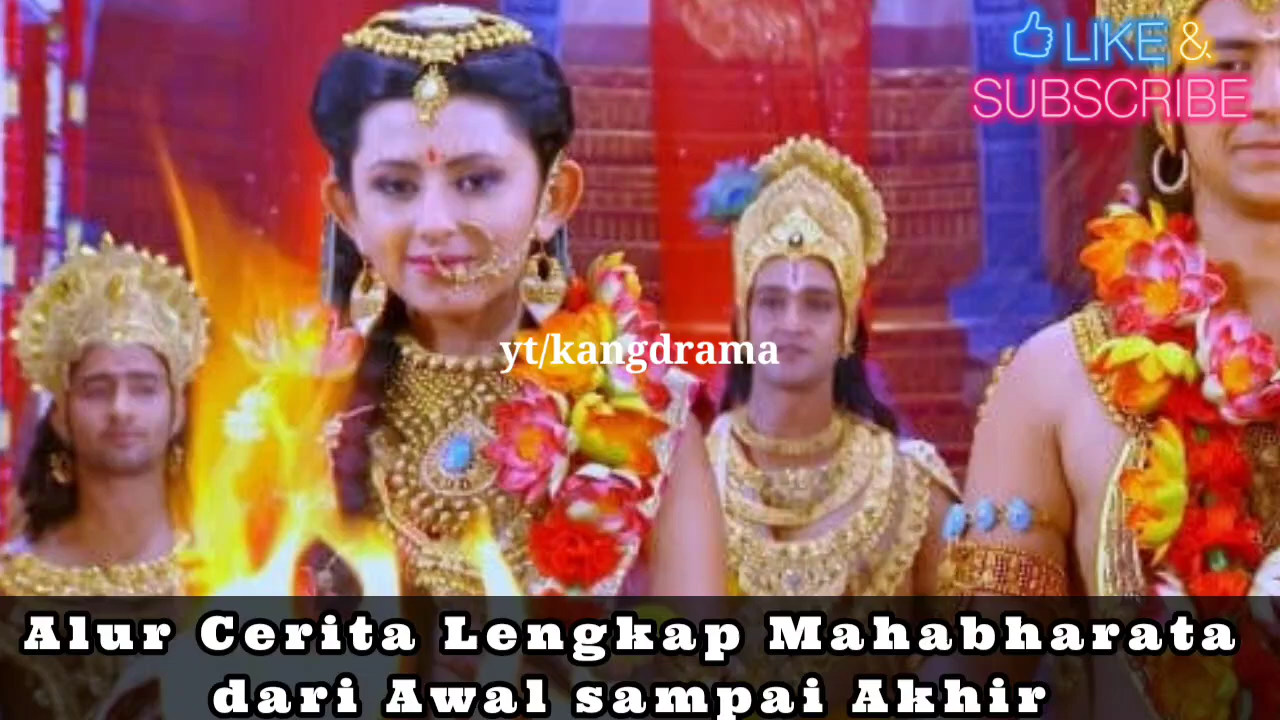 LIKE &
SUBSCRIBE
yt/kangdrama
Alur Cerita Lengkap Mahabharata
dari Awal sampai Akhir